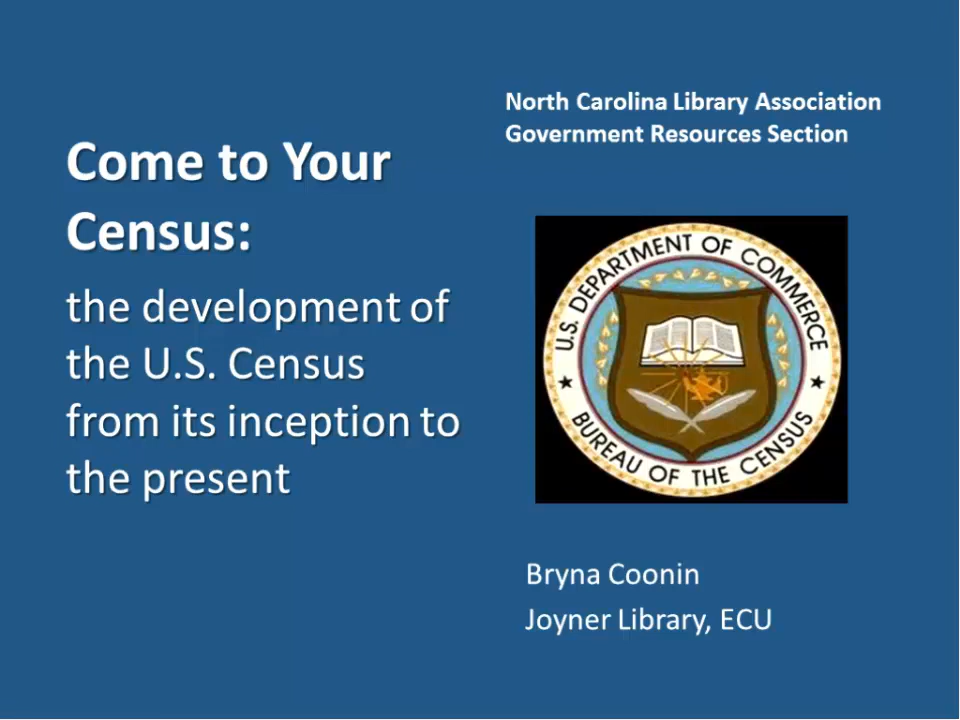 North Carolina Library Association
Government Resources Section
Come to Your
Census:
the development of
the U.S. Census
from its inception to
the present
U.S. DEPARTMENT OF COMMERCE
BUREAU OF THE CENSUS
Bryna Coonin
Joyner Library, ECU